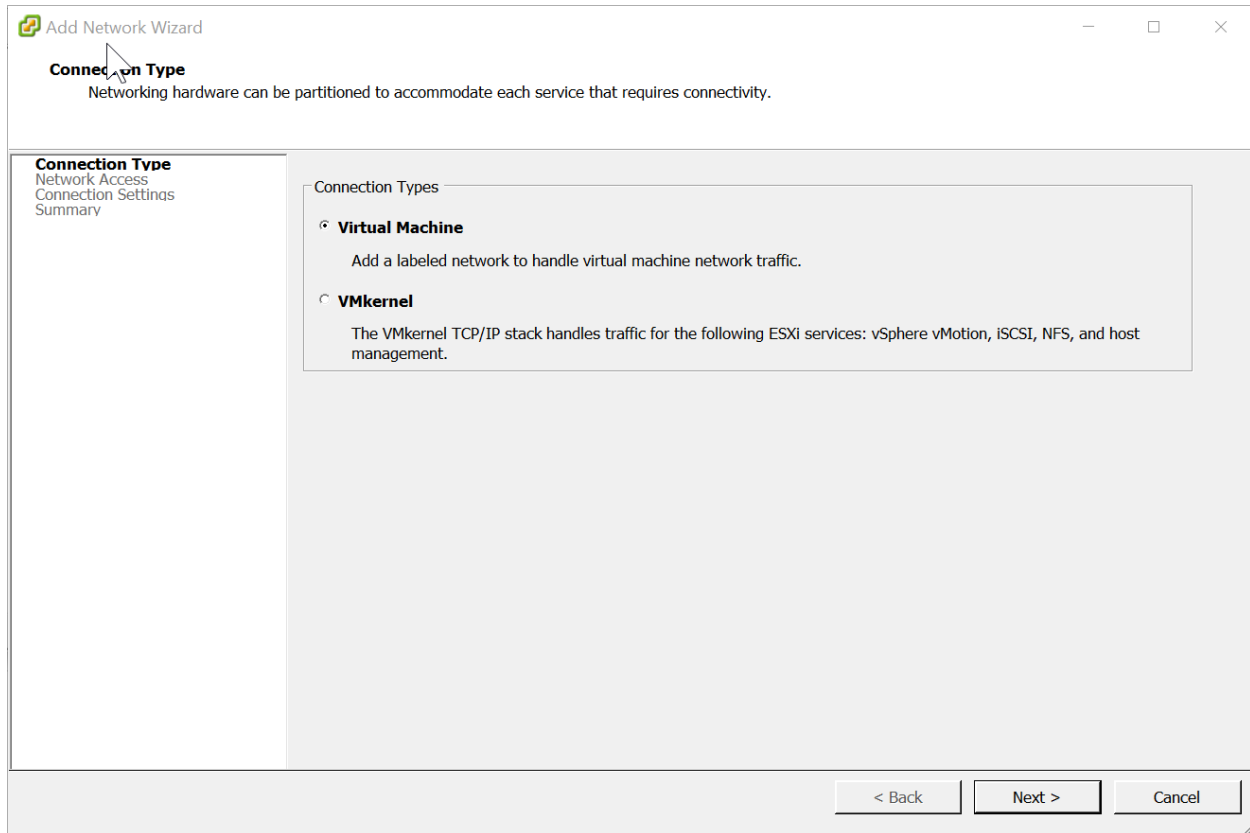 Add Network Wizard
Connection Type
Networking hardware can be partitioned to accommodate each service that requires connectivity.
Connection Type
Network Access
Connection Settings
Summary
Connection Types
Virtual Machine
Add a labeled network to handle virtual machine network traffic.
VMkernel
The VMkernel TCP/IP stack handles traffic for the following ESXi services: vSphere vMotion, iSCSI, NFS, and host
management.
< Back
Next >
Cancel